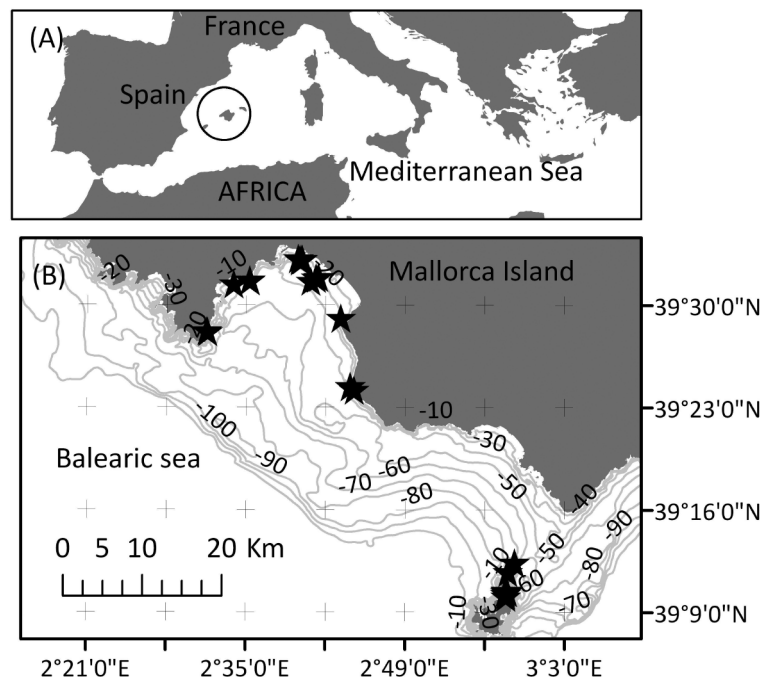 (A)
France
Spain
Mediterranean Sea
AFRICA
(B)
Mallorca Island
-20
-30
-20
-10
-10
-30
39°30'0"N
39°23'0"N
39°16'0"N
39°9'0"N
-100
-90
-70
-60
-80
-50
-40
-50
-90
-80
-70
-10
-60
-10
-30
Balearic sea
0 5 10 20 Km
2°21'0"E 2°35'0"E 2°49'0"E 3°3'0"E